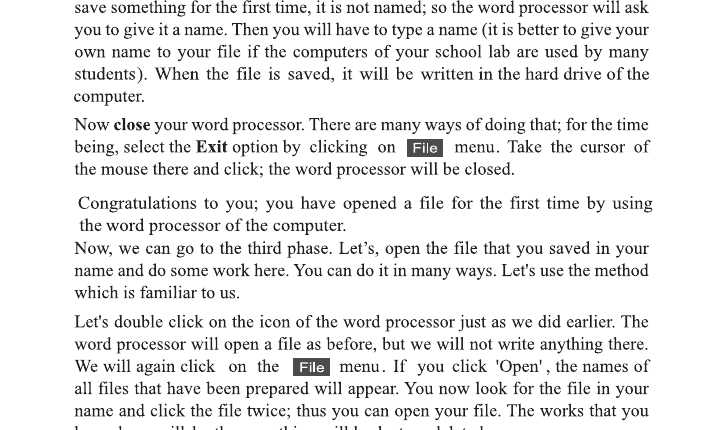 save something for the first time, it is not named; so the word processor will ask
you to give it a name. Then you will have to type a name (it is better to give your
own name to your file if the computers of your school lab are used by many
students). When the file is saved, it will be written in the hard drive of the
computer.
Now close your word processor. There are many ways of doing that; for the time
being, select the Exit option by clicking on File menu. Take the cursor of
the mouse there and click; the word processor will be closed.
Congratulations to you; you have opened a file for the first time by using
the word processor of the computer.
Now, we can go to the third phase. Let's, open the file that you saved in your
name and do some work here. You can do it in many ways. Let's use the method
which is familiar to us.
Let's double click on the icon of the word processor just as we did earlier. The
word processor will open a file as before, but we will not write anything there.
We will again click on the File menu. If you click 'Open', the names of
all files that have been prepared will appear. You now look for the file in your
name and click the file twice; thus you can open your file. The works that you